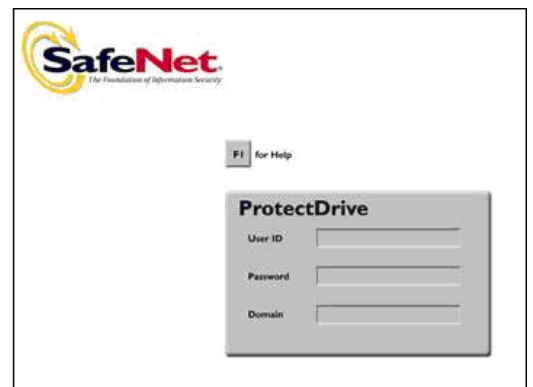 SafeNet.
The Foundation of Information Security
F1 for Help
ProtectDrive
User ID
Password
Domain